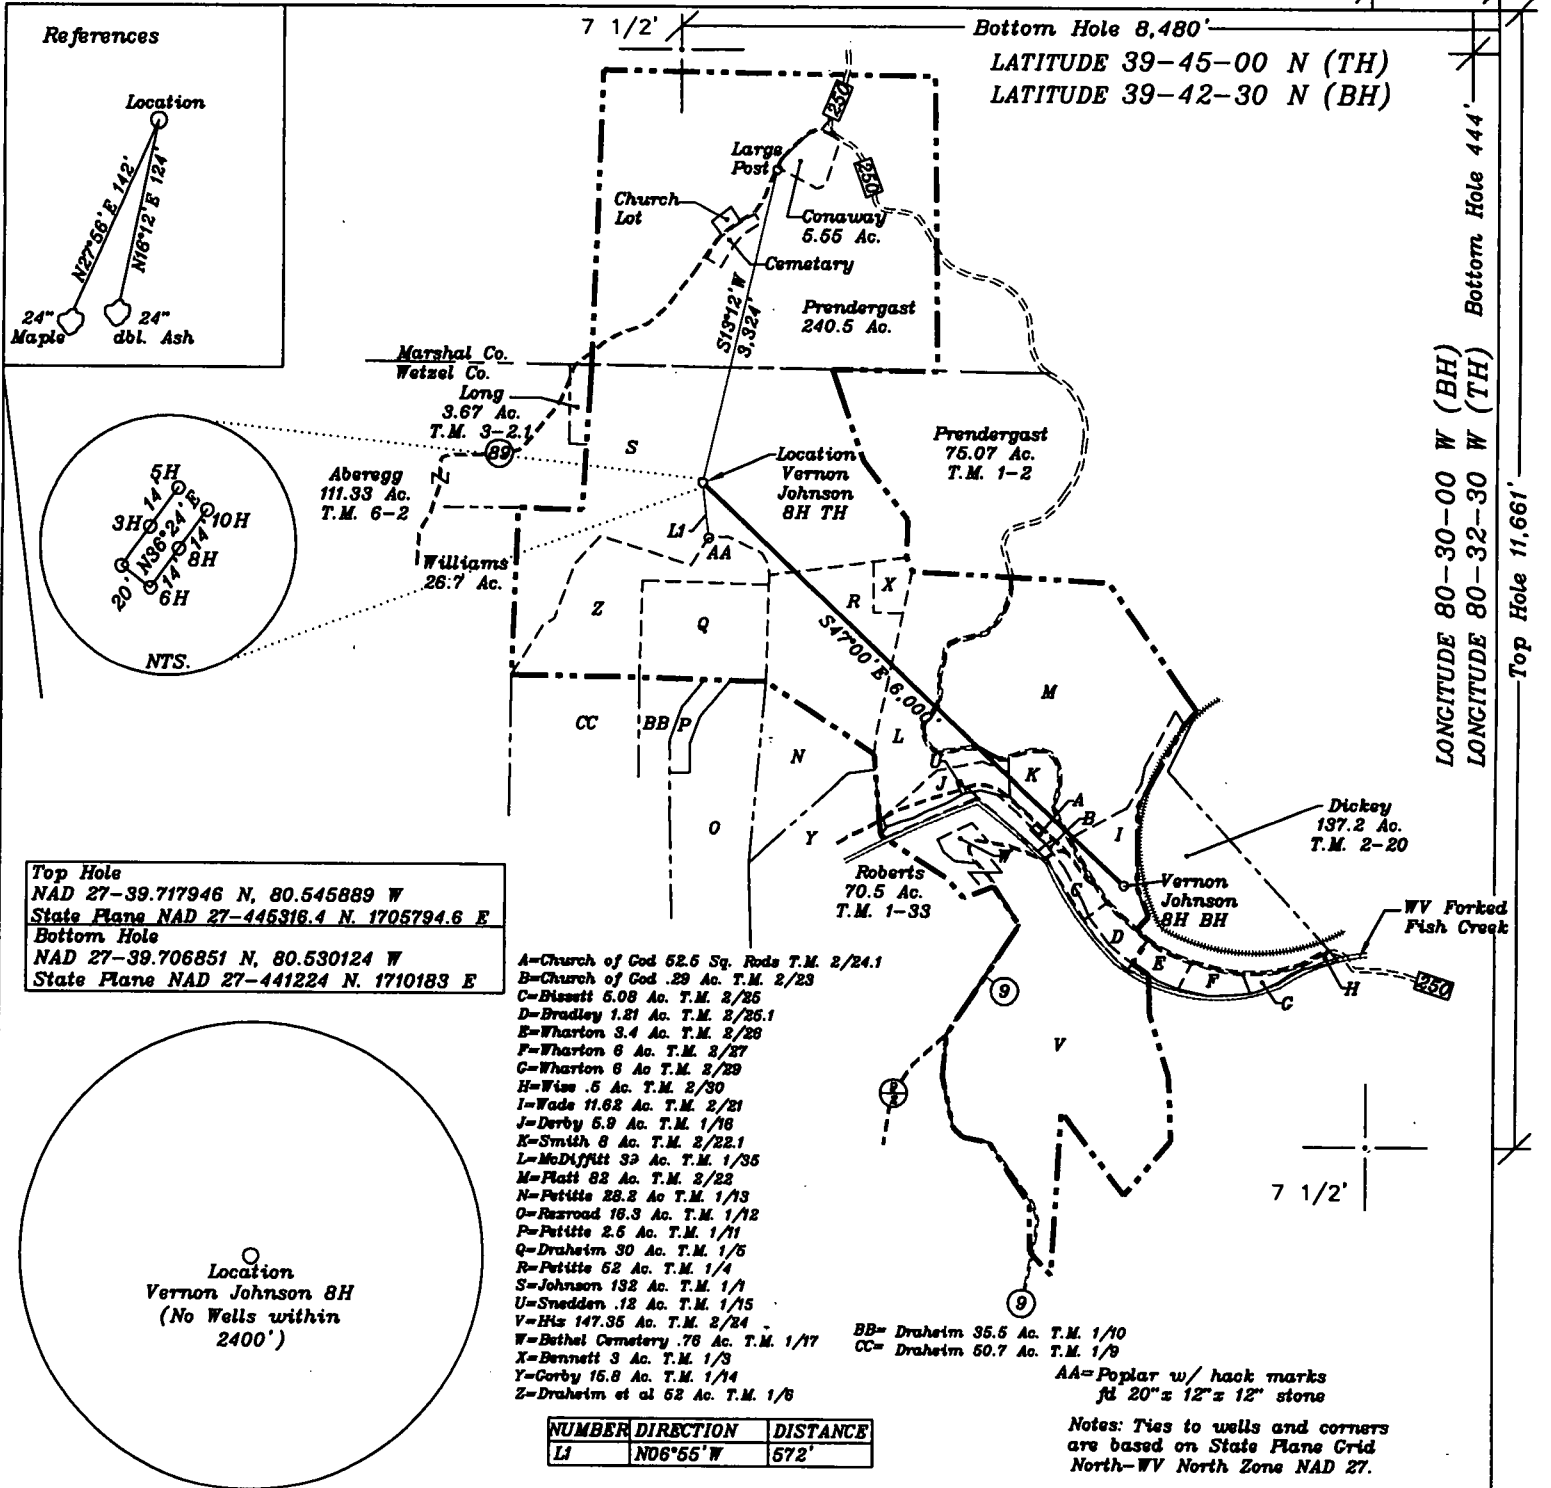 References
Location
N27°56'E 142'
N16°12'E 124'
24"
Maple
24"
dbl. Ash
7 1/2'
Bottom Hole 8,480'
LATITUDE 39-45-00 N (TH)
LATITUDE 39-42-30 N (BH)
Bottom Hole 444'
LONGITUDE 80-30-00 W (BH)
LONGITUDE 80-32-30 W (TH)
Top Hole 11,661'
250
250
Large
Post
Church
Lot
Conaway
5.55 Ac.
Cemetary
Prendergast
240.5 Ac.
S13°12'W
3,324'
Marshal Co.
Wetzel Co.
Long
3.67 Ac.
T.M. 3-2.1
89
S
Aberegg
111.33 Ac.
T.M. 6-2
Location
Vernon
Johnson
8H TH
Prendergast
75.07 Ac.
T.M. 1-2
5H
14'
3H
N36°24'E
10H
14'
8H
14'
20'
6H
NTS.
L1
AA
Williams
26.7 Ac.
Z
Q
R
X
S47°00'E 6,000'
M
CC
BB
P
N
L
U
J
K
A
B
I
O
Y
W
Dickey
137.2 Ac.
T.M. 2-20
Roberts
70.5 Ac.
T.M. 1-33
C
Vernon
Johnson
8H BH
WV Forked
Fish Creek
D
E
F
G
H
250
9
V
9
7 1/2'
Top Hole
NAD 27-39.717946 N, 80.545889 W
State Plane NAD 27-445316.4 N. 1705794.6 E
Bottom Hole
NAD 27-39.706851 N, 80.530124 W
State Plane NAD 27-441224 N. 1710183 E
Location
Vernon Johnson 8H
(No Wells within
2400')
A=Church of God 52.5 Sq. Rods T.M. 2/24.1
B=Church of God .29 Ac. T.M. 2/23
C=Bissett 5.08 Ac. T.M. 2/25
D=Bradley 1.21 Ac. T.M. 2/25.1
E=Wharton 3.4 Ac. T.M. 2/26
F=Wharton 6 Ac. T.M. 2/27
G=Wharton 6 Ac T.M. 2/29
H=Wise .5 Ac. T.M. 2/30
I=Wade 11.62 Ac. T.M. 2/21
J=Derby 5.9 Ac. T.M. 1/16
K=Smith 8 Ac. T.M. 2/22.1
L=McDiffitt Ac. T.M. 1/35
M=Platt 82 Ac. T.M. 2/22
N=Petitte 28.2 Ac T.M. 1/13
O=Rexroad 16.3 Ac. T.M. 1/12
P=Petitte 2.5 Ac. T.M. 1/11
Q=Draheim 30 Ac. T.M. 1/5
R=Petitte 52 Ac. T.M. 1/4
S=Johnson 132 Ac. T.M. 1/1
U=Snedden .12 Ac. T.M. 1/15
V=Hix 147.35 Ac. T.M. 2/24
W=Bethel Cemetery .76 Ac. T.M. 1/17
X=Bennett 3 Ac. T.M. 1/3
Y=Corby 15.8 Ac. T.M. 1/14
Z=Draheim et al 52 Ac. T.M. 1/6
BB= Draheim 35.5 Ac. T.M. 1/10
CC= Draheim 50.7 Ac. T.M. 1/9
AA=Poplar w/ hack marks
fd 20"x 12"x 12" stone
NUMBER DIRECTION DISTANCE
L1 N06°55'W 572'
Notes: Ties to wells and corners
are based on State Plane Grid
North-WV North Zone NAD 27.